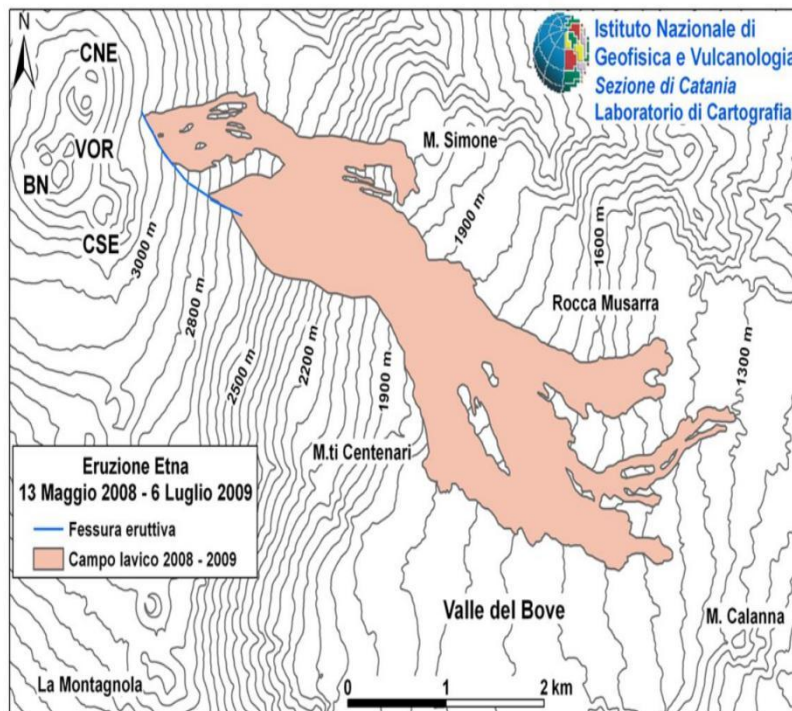 N
CNE
VOR
BN
CSE
Istituto Nazionale di
Geofisica e Vulcanologia
Sezione di Catania
Laboratorio di Cartografia
M. Simone
3000 m
2800 m
2500 m
2200 m
1900 m
1900 m
1600 m
Rocca Musarra
1300 m
M.ti Centenari
Eruzione Etna
13 Maggio 2008 - 6 Luglio 2009
Fessura eruttiva
Campo lavico 2008 - 2009
Valle del Bove
M. Calanna
La Montagnola
0 1 2 km